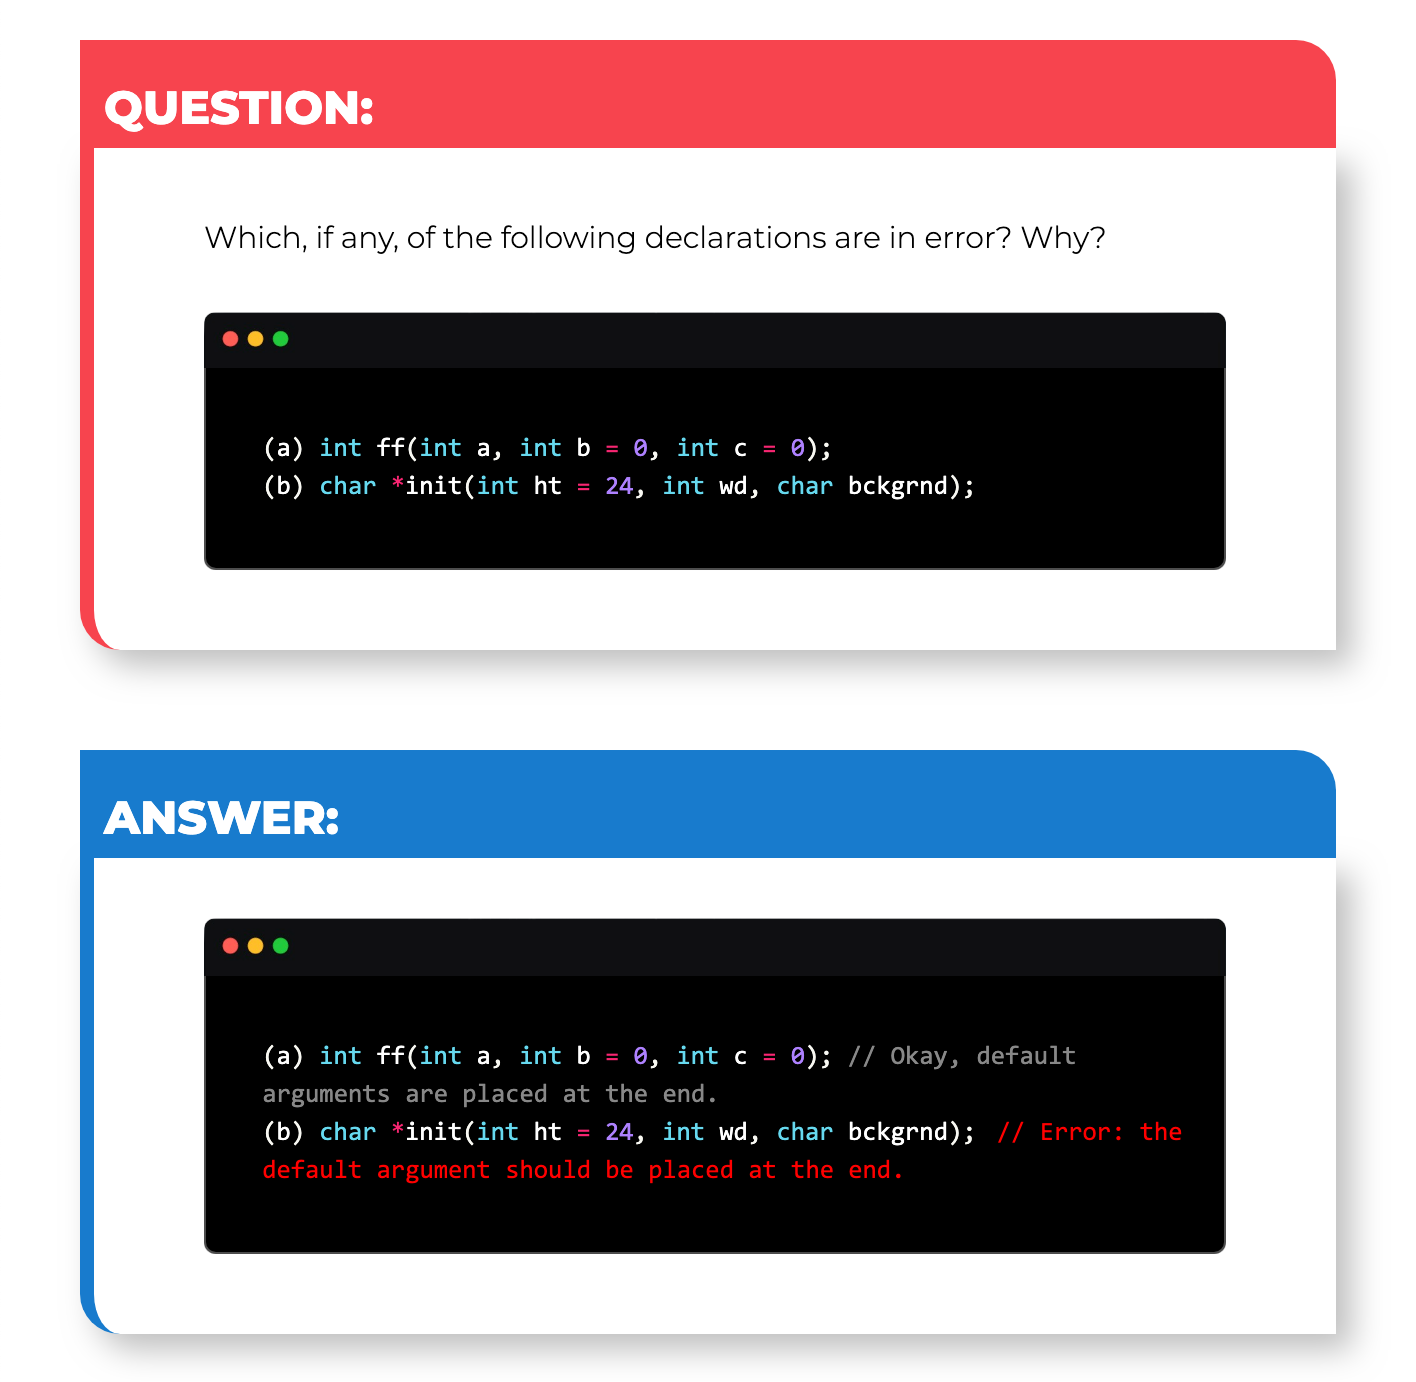 QUESTION:
Which, if any, of the following declarations are in error? Why?
(a) int ff(int a, int b = 0, int c = 0);
(b) char *init(int ht = 24, int wd, char bckgrnd);
ANSWER:
(a) int ff(int a, int b = 0, int c = 0); // Okay, default
arguments are placed at the end.
(b) char *init(int ht = 24, int wd, char bckgrnd); // Error: the
default argument should be placed at the end.